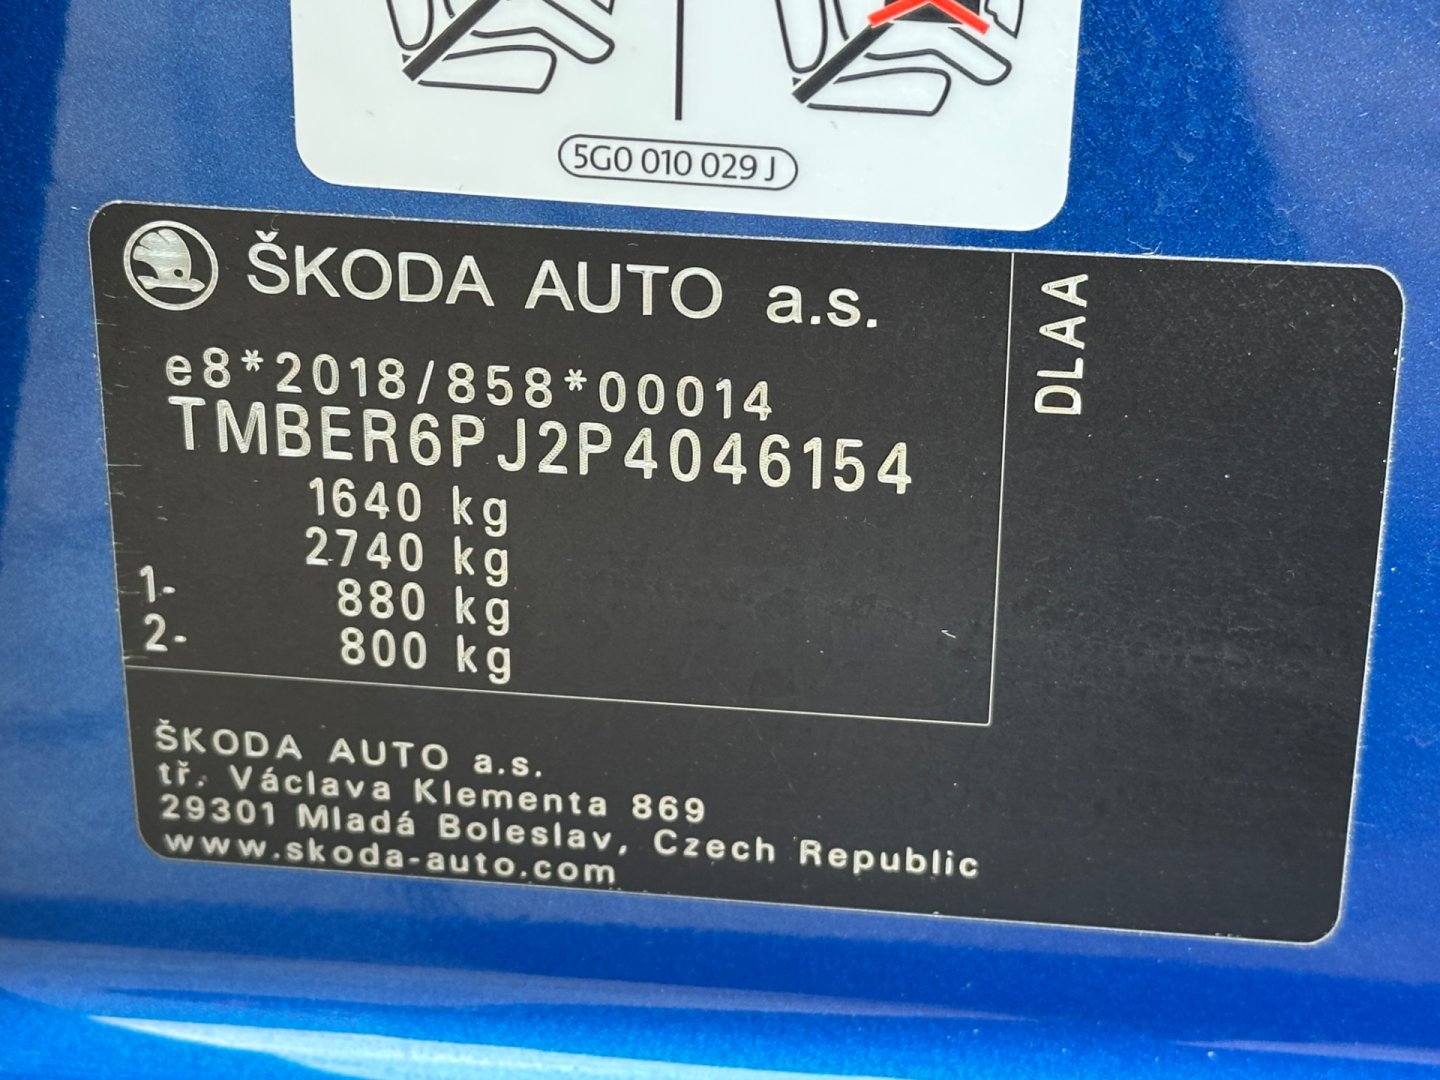 5G0 010 029 J
ŠKODA AUTO a.s.
DLAA
e8*2018/858*00014
TMBER6PJ2P4046154
1640 kg
2740 kg
1- 880 kg
2- 800 kg
ŠKODA AUTO a.s.
tř. Václava Klementa 869
29301 Mladá Boleslav, Czech Republic
www.skoda-auto.com